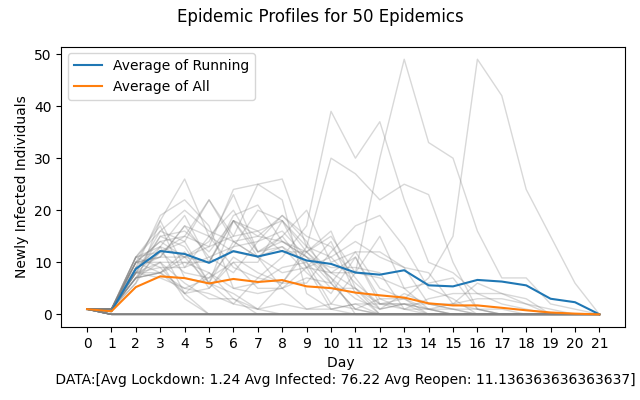 Epidemic Profiles for 50 Epidemics
Average of Running
Average of All
Newly Infected Individuals
50
40
30
20
10
0
0 1 2 3 4 5 6 7 8 9 10 11 12 13 14 15 16 17 18 19 20 21
Day
DATA:[Avg Lockdown: 1.24 Avg Infected: 76.22 Avg Reopen: 11.136363636363637]